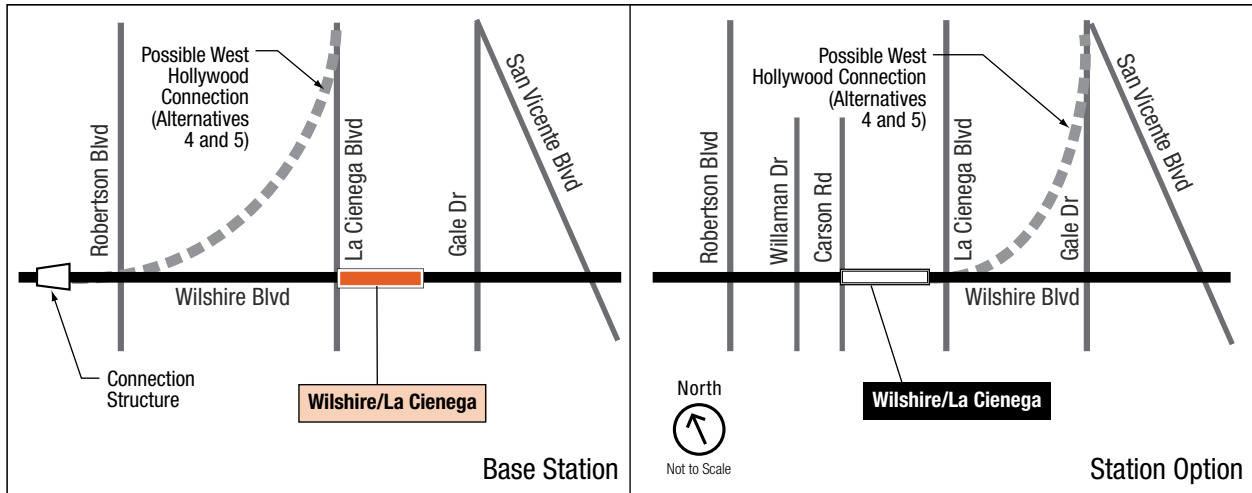 Possible West
Hollywood
Connection
(Alternatives
4 and 5)
Robertson Blvd
La Cienega Blvd
Gale Dr
San Vicente Blvd
Wilshire Blvd
Connection
Structure
Wilshire/La Cienega
Base Station
Possible West
Hollywood Connection
(Alternatives
4 and 5)
Robertson Blvd
Willaman Dr
Carson Rd
La Cienega Blvd
Gale Dr
San Vicente Blvd
Wilshire Blvd
Wilshire/La Cienega
North
Not to Scale
Station Option